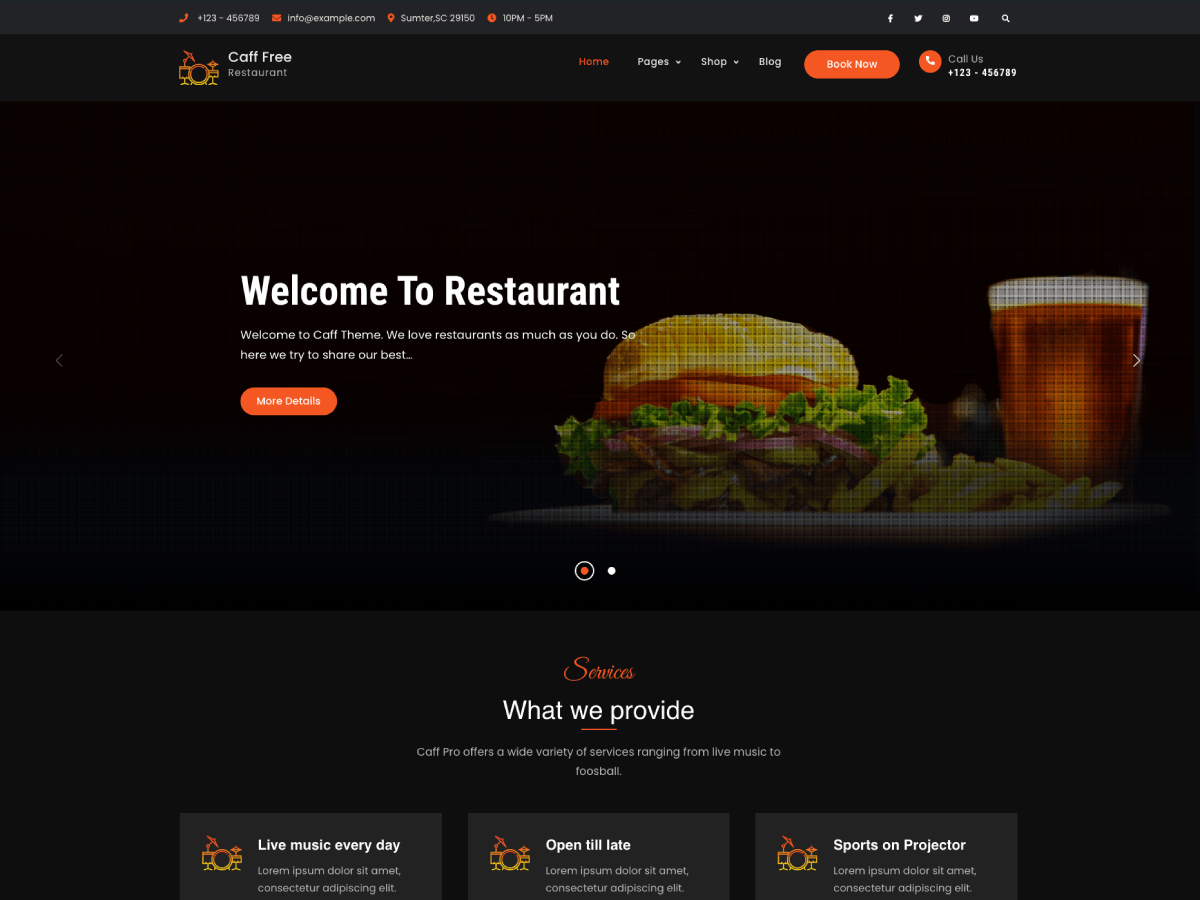 +123 - 456789 info@example.com Sumter,SC 29150 10PM - 5PM
Caff Free
Restaurant
Home Pages Shop Blog Book Now
Call Us
+123 - 456789
Welcome To Restaurant
Welcome to Caff Theme. We love restaurants as much as you do. So
here we try to share our best...
More Details
Services
What we provide
Caff Pro offers a wide variety of services ranging from live music to
foosball.
Live music every day
Lorem ipsum dolor sit amet,
consectetur adipiscing elit.
Open till late
Lorem ipsum dolor sit amet,
consectetur adipiscing elit.
Sports on Projector
Lorem ipsum dolor sit amet,
consectetur adipiscing elit.